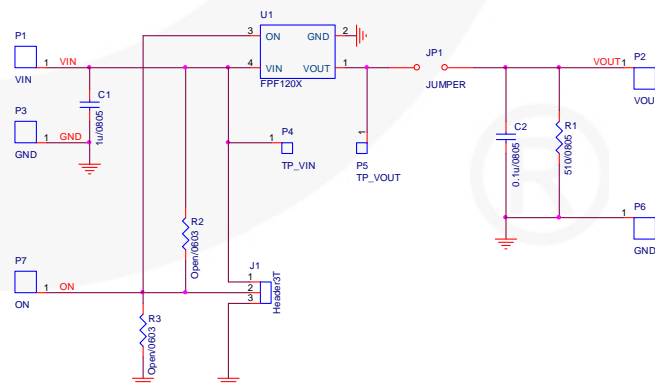 U1
P1
3
ON
GND
2
JP1
P2
1
VIN
4
VIN
VOUT
1
VOUT
1
VIN
FPF120X
JUMPER
VOU
C1
1u/0805
P3
1
GND
GND
P4
1
TP_VIN
1
P5
TP_VOUT
C2
0.1u/0805
R1
510/0805
R2
Open/0603
P6
1
GND
P7
1
ON
ON
J1
1
2
3
Header3T
R3
Open/0603
®